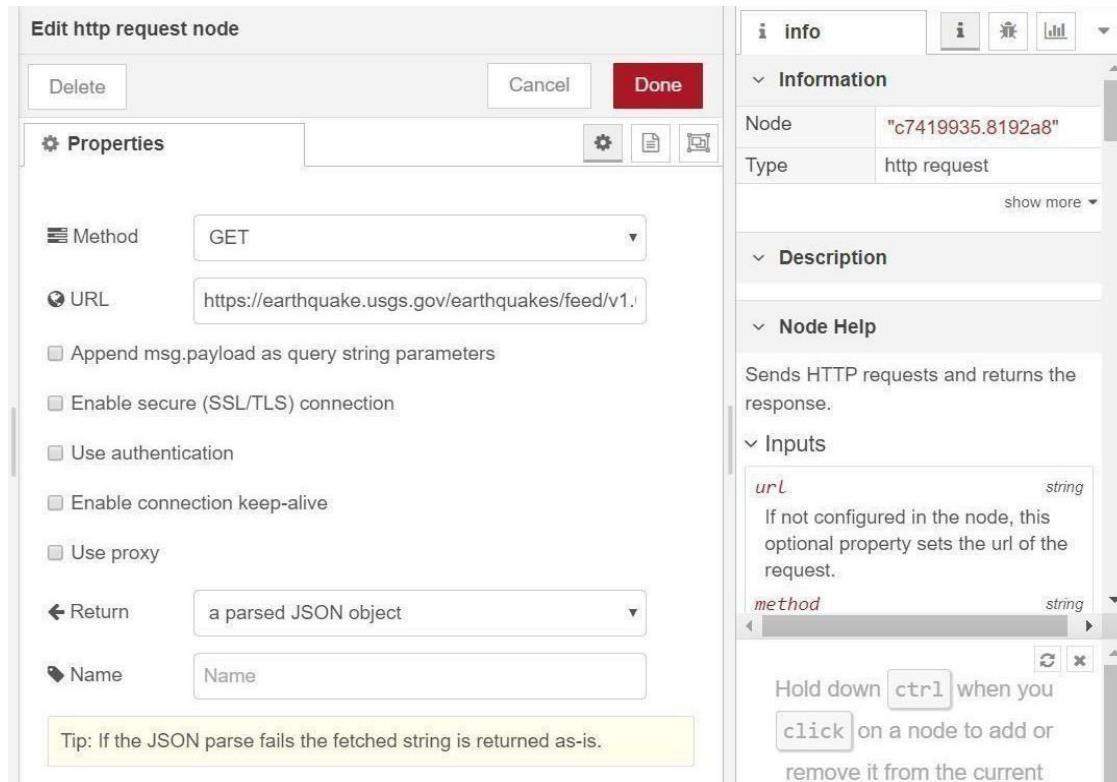 Edit http request node
Delete
Cancel
Done
Properties
Method
GET
URL
https://earthquake.usgs.gov/earthquakes/feed/v1.
Append msg.payload as query string parameters
Enable secure (SSL/TLS) connection
Use authentication
Enable connection keep-alive
Use proxy
Return
a parsed JSON object
Name
Name
Tip: If the JSON parse fails the fetched string is returned as-is.
info
Information
Node
"c7419935.8192a8"
Type
http request
show more
Description
Node Help
Sends HTTP requests and returns the
response.
Inputs
url
string
If not configured in the node, this
optional property sets the url of the
request.
method
string
Hold down ctrl when you
click on a node to add or
remove it from the current